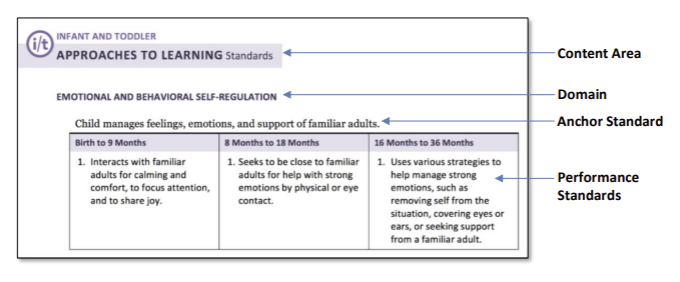 i/t
INFANT AND TODDLER
APPROACHES TO LEARNING Standards
Content Area
EMOTIONAL AND BEHAVIORAL SELF-REGULATION
Domain
Child manages feelings, emotions, and support of familiar adults.
Anchor Standard
Birth to 9 Months
8 Months to 18 Months
16 Months to 36 Months
1. Interacts with familiar
adults for calming and
comfort, to focus attention,
and to share joy.
1. Seeks to be close to familiar
adults for help with strong
emotions by physical or eye
contact.
1. Uses various strategies to
help manage strong
emotions, such as
removing self from the
situation, covering eyes or
ears, or seeking support
from a familiar adult.
Performance
Standards